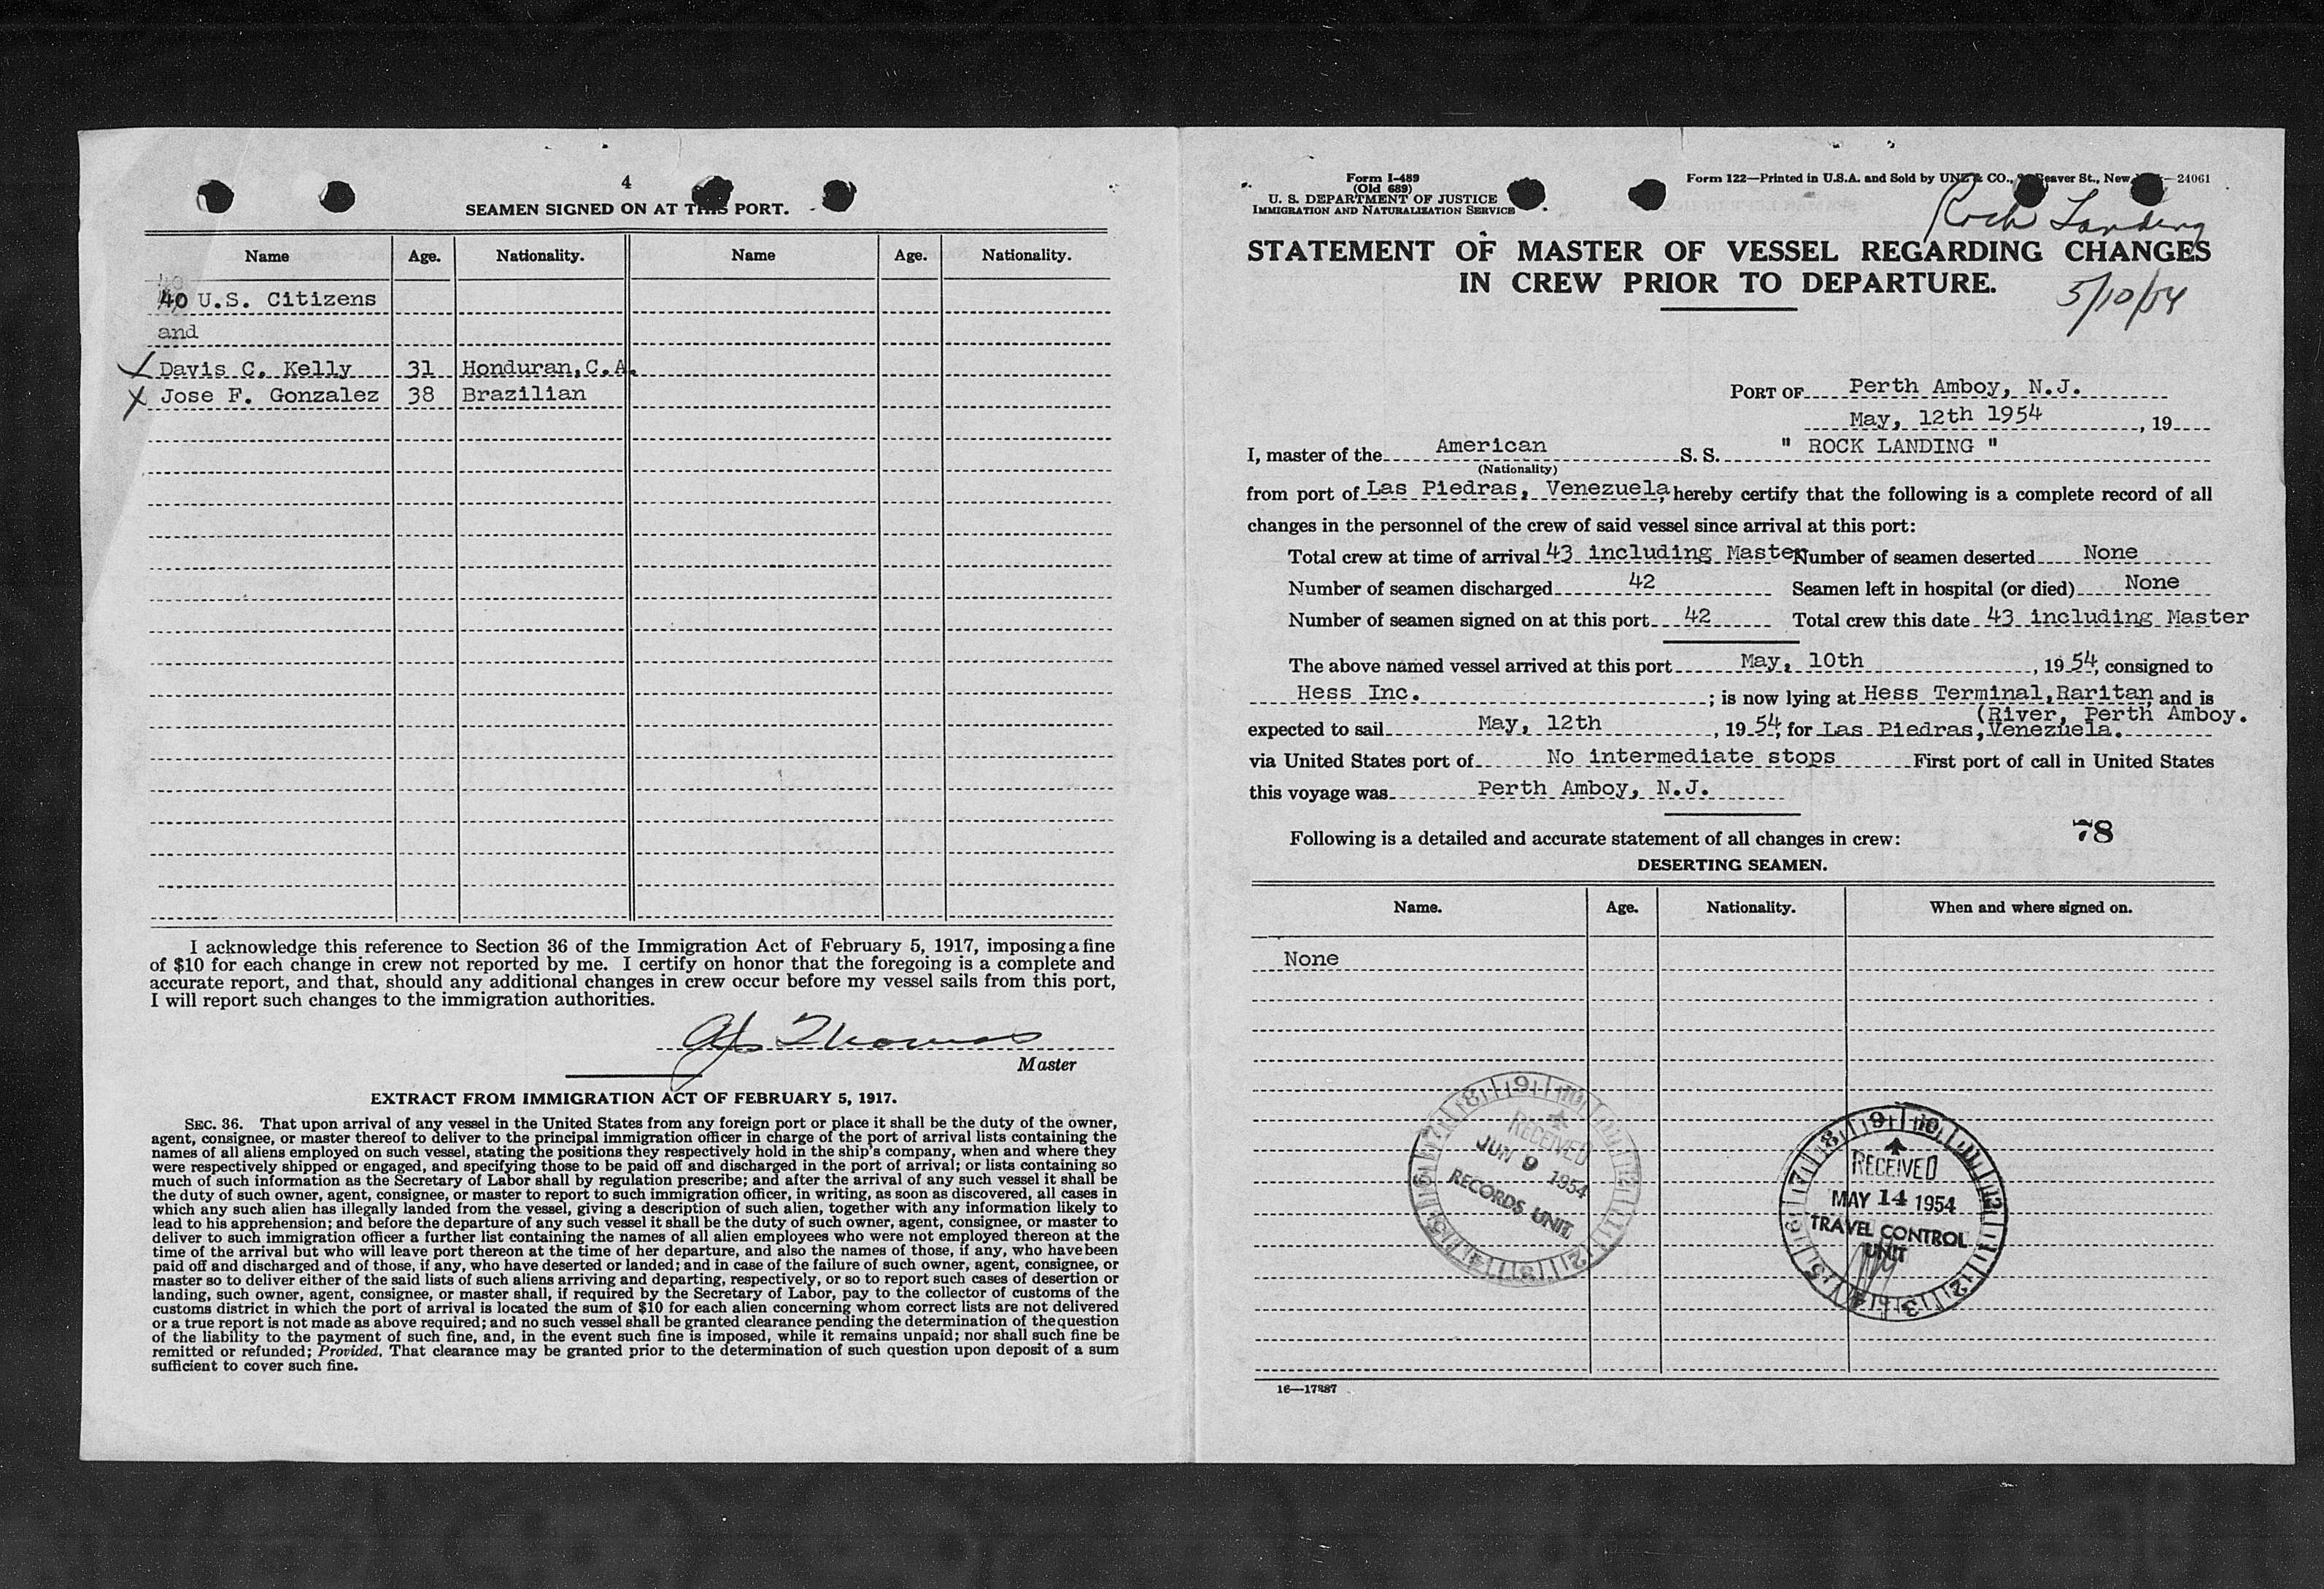 4
SEAMEN SIGNED ON AT THIS PORT.
Name Age. Nationality. Name Age. Nationality.
40
40 U.S. Citizens
and
Davis C. Kelly 31 Honduran, C.A.
X Jose F. Gonzalez 38 Brazilian
I acknowledge this reference to Section 36 of the Immigration Act of February 5, 1917, imposing a fine
of $10 for each change in crew not reported by me. I certify on honor that the foregoing is a complete and
accurate report, and that, should any additional changes in crew occur before my vessel sails from this port,
I will report such changes to the immigration authorities.
Thomas
Master
EXTRACT FROM IMMIGRATION ACT OF FEBRUARY 5, 1917.
SEC. 36. That upon arrival of any vessel in the United States from any foreign port or place it shall be the duty of the owner,
agent, consignee, or master thereof to deliver to the principal immigration officer in charge of the port of arrival lists containing the
names of all aliens employed on such vessel, stating the positions they respectively hold in the ship's company, when and where they
were respectively shipped or engaged, and specifying those to be paid off and discharged in the port of arrival; or lists containing so
much of such information as the Secretary of Labor shall by regulation prescribe; and after the arrival of any such vessel it shall be
the duty of such owner, agent, consignee, or master to report to such immigration officer, in writing, as soon as discovered, all cases in
which any such alien has illegally landed from the vessel, giving a description of such alien, together with any information likely to
lead to his apprehension; and before the departure of any such vessel it shall be the duty of such owner, agent, consignee, or master to
deliver to such immigration officer a further list containing the names of all alien employees who were not employed thereon at the
time of the arrival but who will leave port thereon at the time of her departure, and also the names of those, if any, who have been
paid off and discharged and of those, if any, who have deserted or landed; and in case of the failure of such owner, agent, consignee, or
master so to deliver either of the said lists of such aliens arriving and departing, respectively, or so to report such cases of desertion or
landing, such owner, agent, consignee, or master shall, if required by the Secretary of Labor, pay to the collector of customs of the
customs district in which the port of arrival is located the sum of $10 for each alien concerning whom correct lists are not delivered
or a true report is not made as above required; and no such vessel shall be granted clearance pending the determination of the question
of the liability to the payment of such fine, and, in the event such fine is imposed, while it remains unpaid; nor shall such fine be
remitted or refunded; Provided, That clearance may be granted prior to the determination of such question upon deposit of a sum
sufficient to cover such fine.
Form I-489
(Old 689)
U. S. DEPARTMENT OF JUSTICE
IMMIGRATION AND NATURALIZATION SERVICE
Form 122—Printed in U.S.A. and Sold by UNZ & CO., Beaver St., New —24061
Rock Landing
STATEMENT OF MASTER OF VESSEL REGARDING CHANGES
IN CREW PRIOR TO DEPARTURE.
5/10/54
PORT OF Perth Amboy, N.J.
May, 12th 1954, 19
I, master of the American S. S. " ROCK LANDING "
(Nationality)
from port of Las Piedras, Venezuela, hereby certify that the following is a complete record of all
changes in the personnel of the crew of said vessel since arrival at this port:
Total crew at time of arrival 43 including Master Number of seamen deserted None
Number of seamen discharged 42 Seamen left in hospital (or died) None
Number of seamen signed on at this port 42 Total crew this date 43 including Master
The above named vessel arrived at this port May, 10th, 1954, consigned to
Hess Inc. ; is now lying at Hess Terminal, Raritan and is
(River, Perth Amboy.
expected to sail May, 12th, 1954, for Las Piedras, Venezuela.
via United States port of No intermediate stops First port of call in United States
this voyage was Perth Amboy, N.J.
Following is a detailed and accurate statement of all changes in crew:
78
DESERTING SEAMEN.
Name. Age. Nationality. When and where signed on.
None
RECEIVED
JUN 9 1954
RECORDS UNIT
RECEIVED
MAY 14 1954
TRAVEL CONTROL
UNIT
16—17287